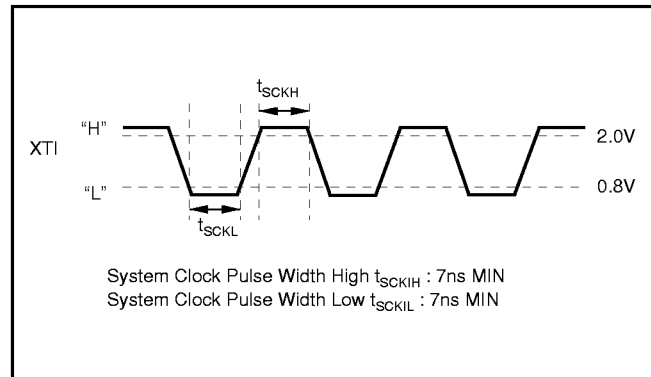 tSCKH
“H”
2.0V
XTI
“L”
0.8V
tSCKL
System Clock Pulse Width High tSCKIH : 7ns MIN
System Clock Pulse Width Low tSCKIL : 7ns MIN